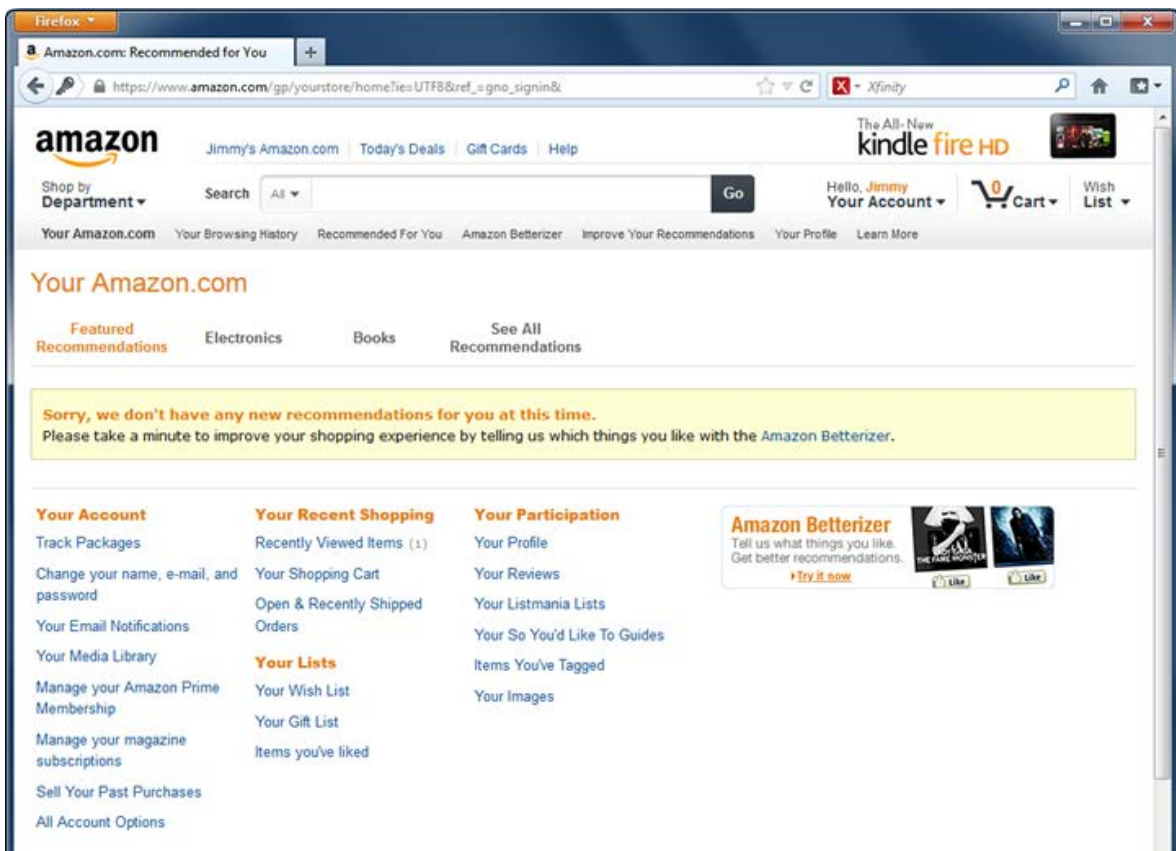 Firefox
Amazon.com: Recommended for You
https://www.amazon.com/gp/yourstore/home?ie=UTF8&ref_=gno_signin&
Xfinity
amazon
Jimmy's Amazon.com | Today's Deals | Gift Cards | Help
The All-New
kindle fire HD
Shop by
Department
Search
All
Go
Hello, Jimmy
Your Account
0
Cart
Wish
List
Your Amazon.com Your Browsing History Recommended For You Amazon Betterizer Improve Your Recommendations Your Profile Learn More
Your Amazon.com
Featured
Recommendations
Electronics
Books
See All
Recommendations
Sorry, we don't have any new recommendations for you at this time.
Please take a minute to improve your shopping experience by telling us which things you like with the Amazon Betterizer.
Your Account
Track Packages
Change your name, e-mail, and
password
Your Email Notifications
Your Media Library
Manage your Amazon Prime
Membership
Manage your magazine
subscriptions
Sell Your Past Purchases
All Account Options
Your Recent Shopping
Recently Viewed Items (1)
Your Shopping Cart
Open & Recently Shipped
Orders
Your Lists
Your Wish List
Your Gift List
Items you've liked
Your Participation
Your Profile
Your Reviews
Your Listmania Lists
Your So You'd Like To Guides
Items You've Tagged
Your Images
Amazon Betterizer
Tell us what things you like.
Get better recommendations.
Try it now
THE FAME MONSTER
Like
Like